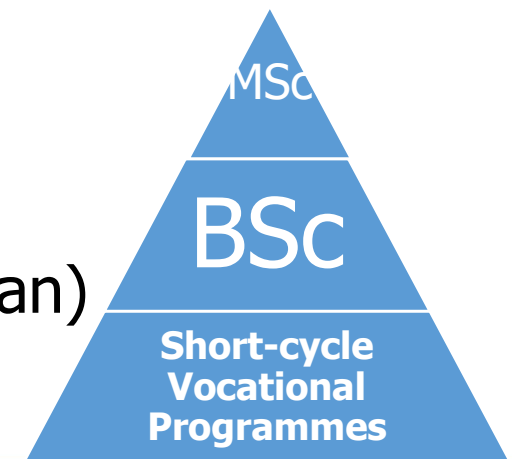 MSc
BSc
an)
Short-cycle
Vocational
Programmes